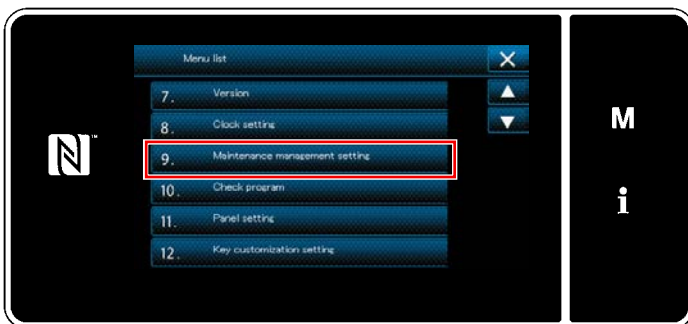 Menu list
7. Version
8. Clock setting
9. Maintenance management setting
10. Check program
11. Panel setting
12. Key customization setting
N
M
i